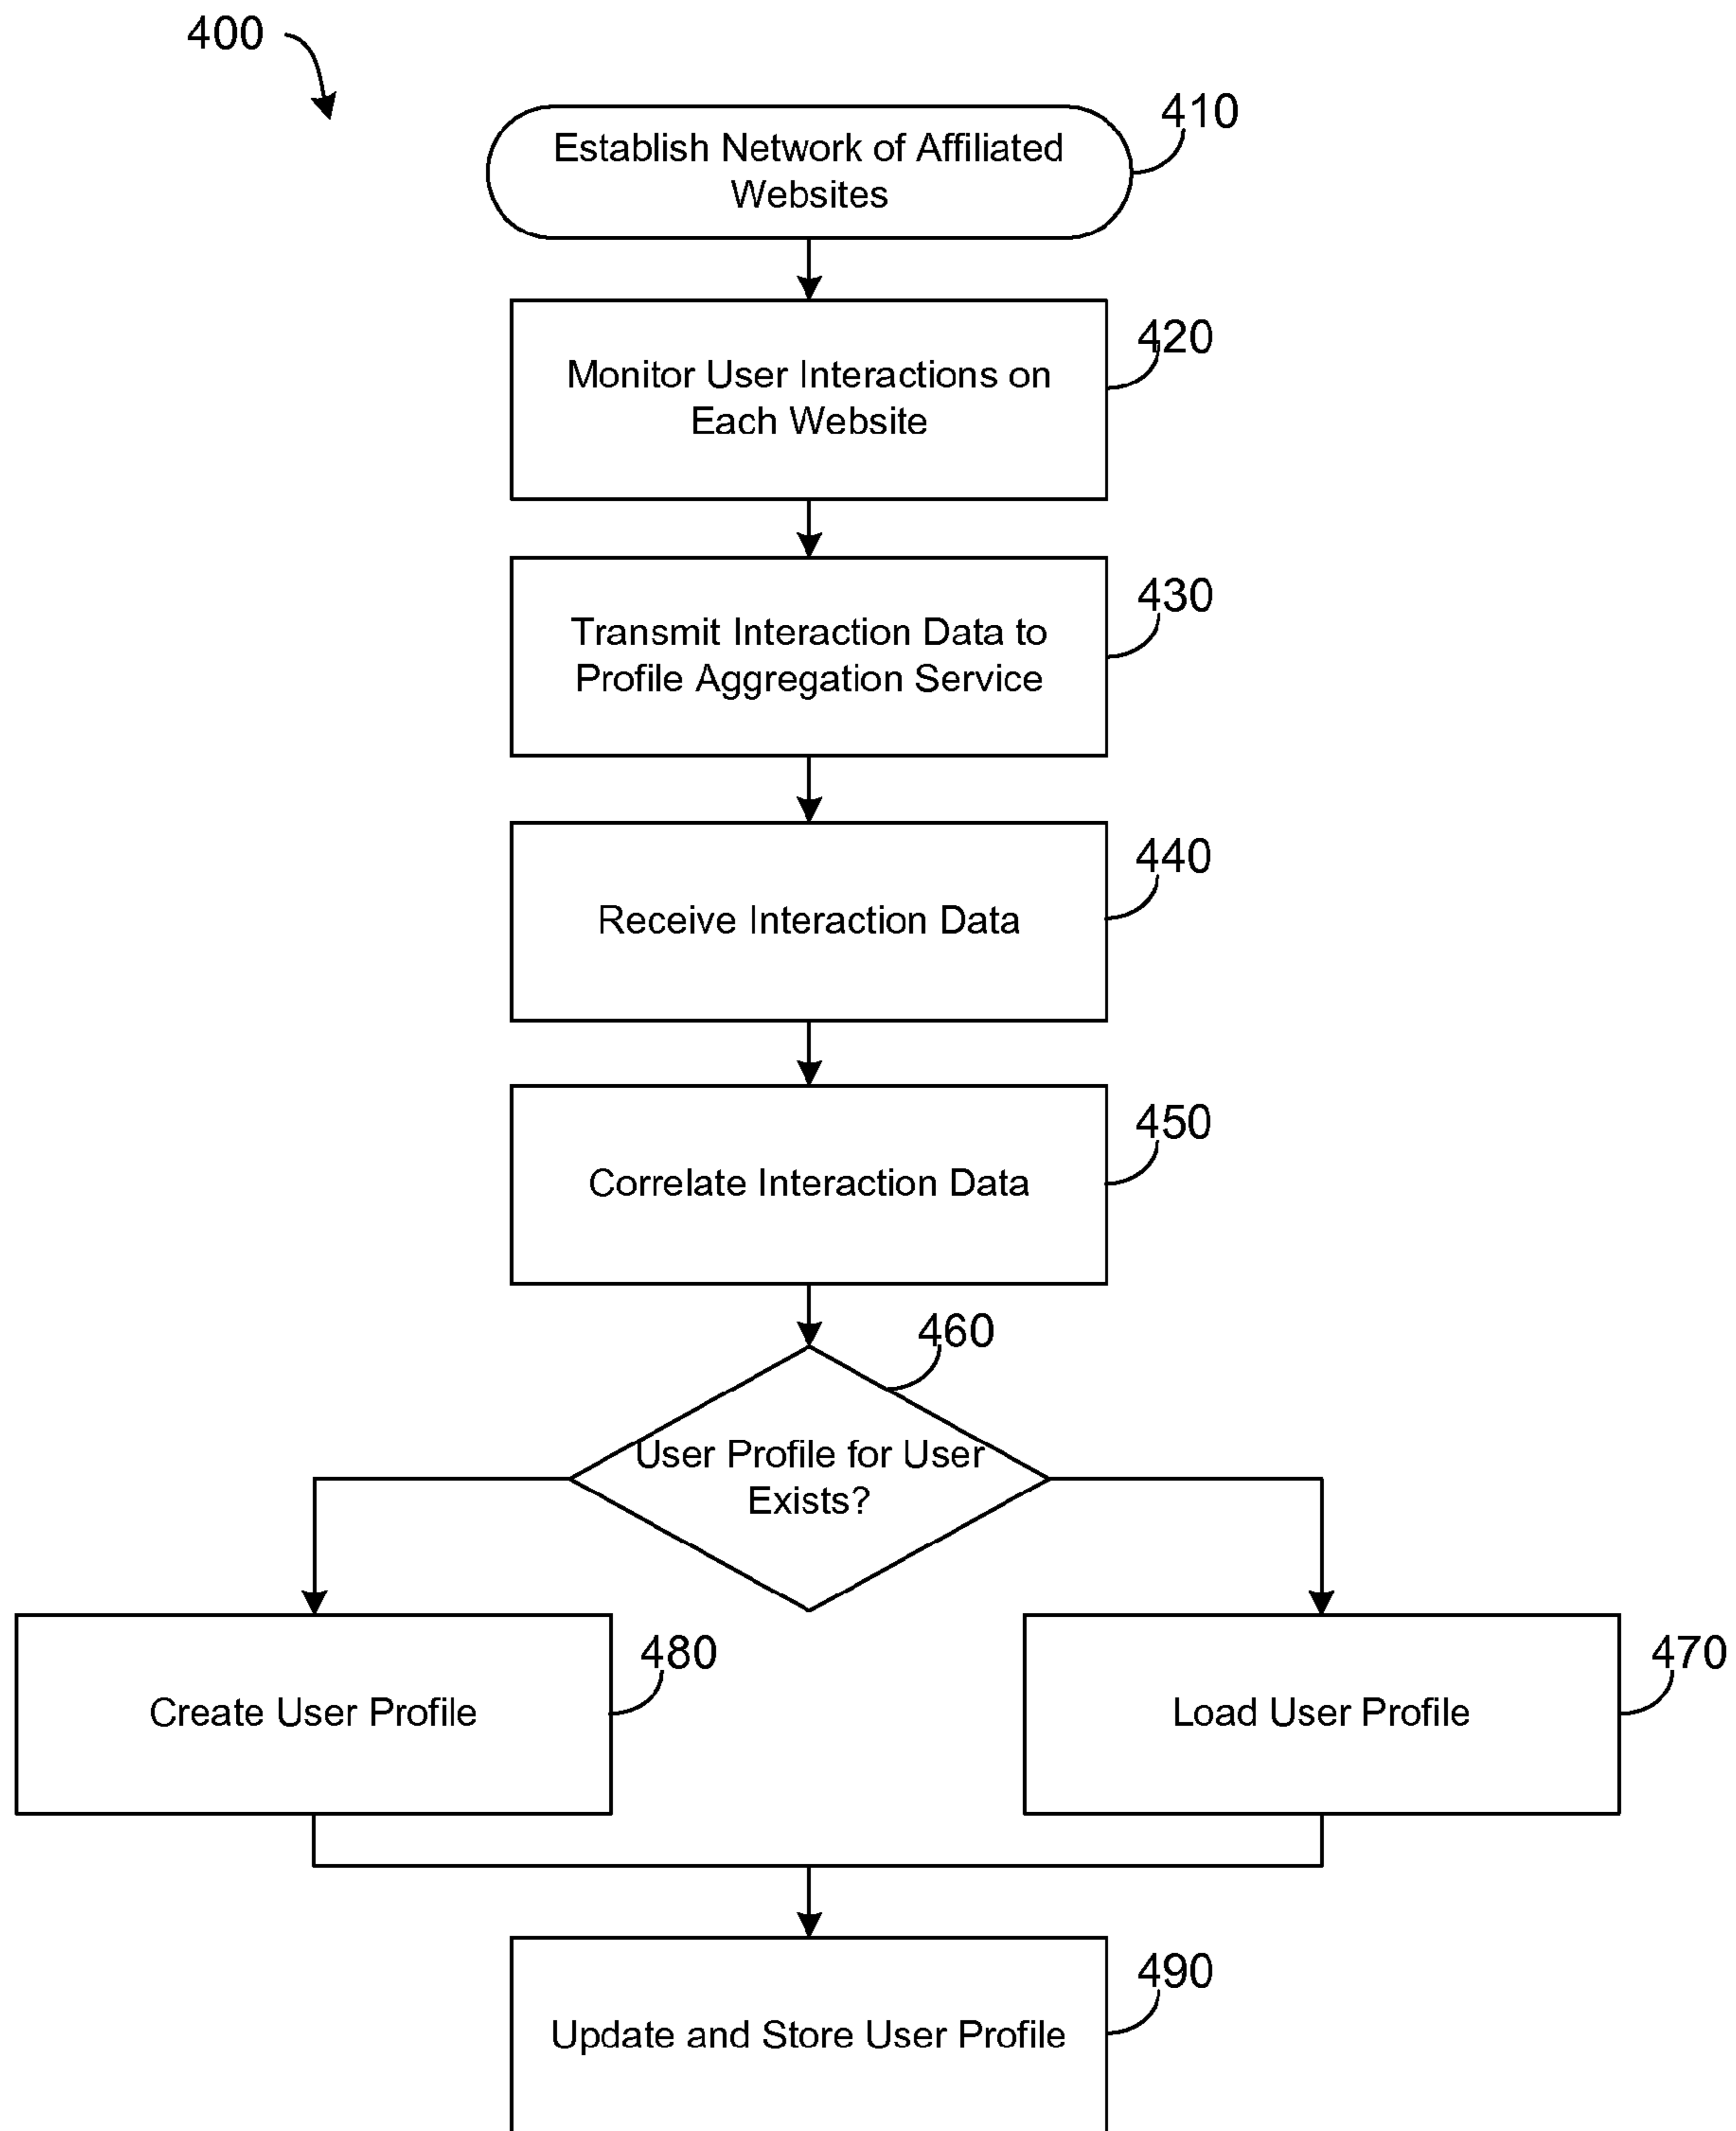 400
410
Establish Network of Affiliated
Websites
420
Monitor User Interactions on
Each Website
430
Transmit Interaction Data to
Profile Aggregation Service
440
Receive Interaction Data
450
Correlate Interaction Data
460
User Profile for User
Exists?
480
Create User Profile
470
Load User Profile
490
Update and Store User Profile